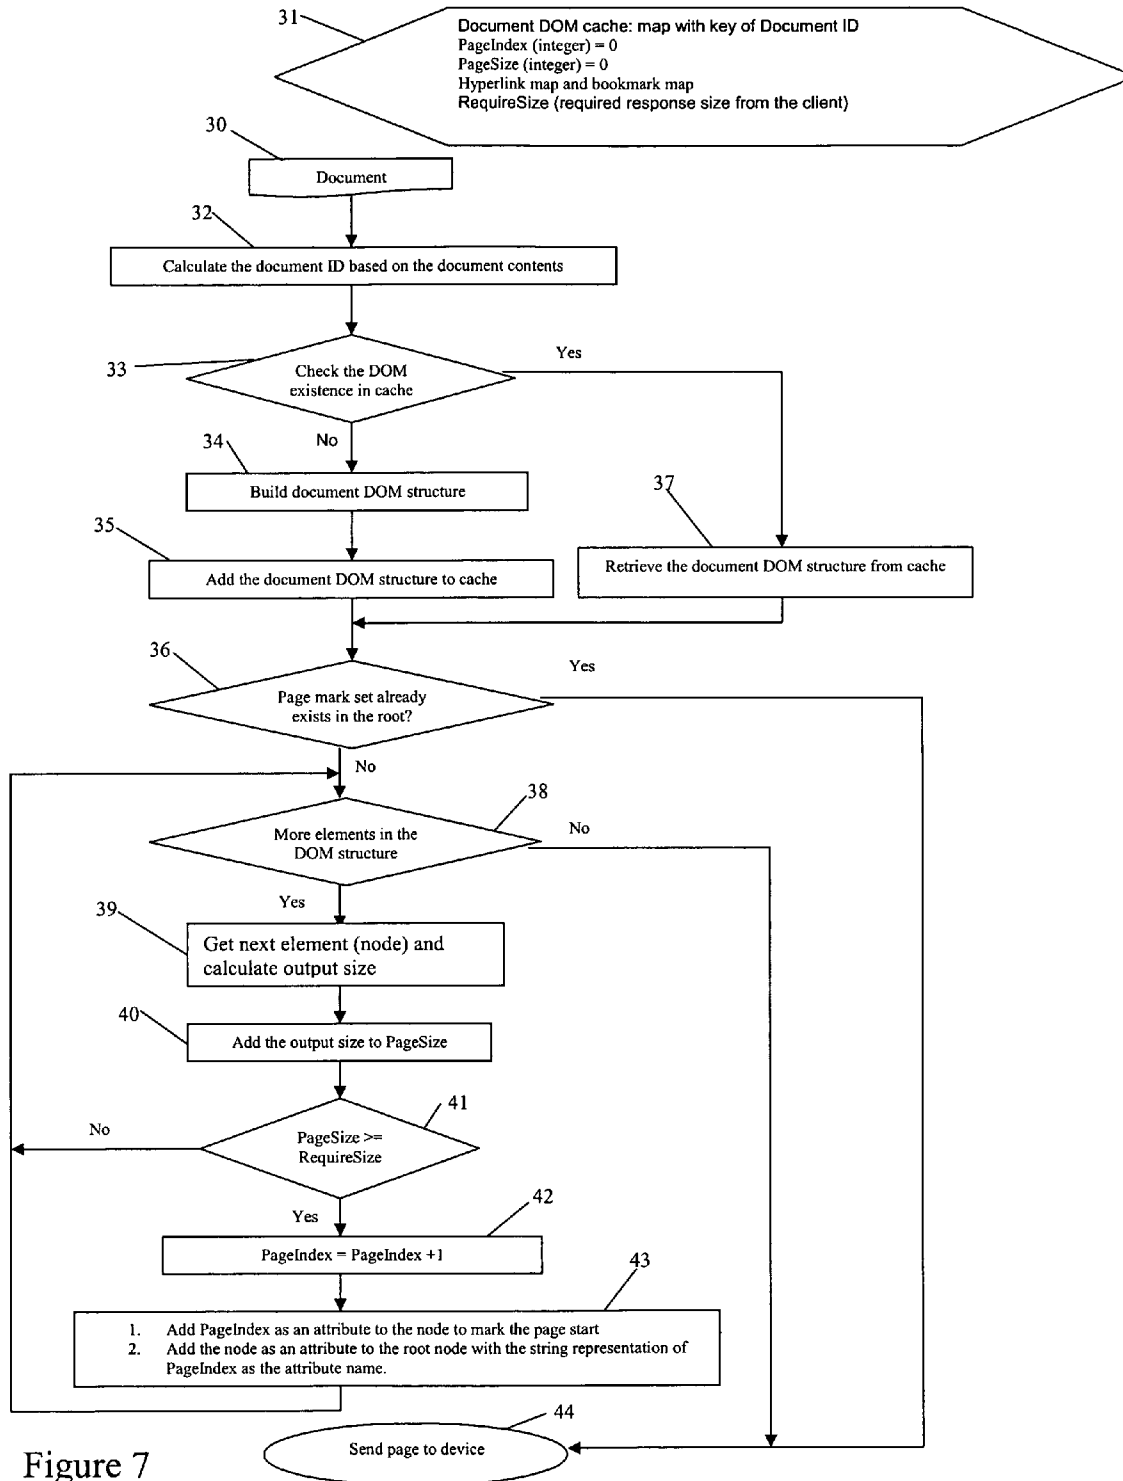 31
Document DOM cache: map with key of Document ID
PageIndex (integer) = 0
PageSize (integer) = 0
Hyperlink map and bookmark map
RequireSize (required response size from the client)
30
Document
32
Calculate the document ID based on the document contents
33
Check the DOM
existence in cache
Yes
No
34
Build document DOM structure
37
35
Add the document DOM structure to cache
Retrieve the document DOM structure from cache
36
Page mark set already
exists in the root?
Yes
No
38
More elements in the
DOM structure
No
Yes
39
Get next element (node) and
calculate output size
40
Add the output size to PageSize
41
PageSize >=
RequireSize
No
Yes
42
PageIndex = PageIndex +1
43
1. Add PageIndex as an attribute to the node to mark the page start
2. Add the node as an attribute to the root node with the string representation of
PageIndex as the attribute name.
44
Send page to device
Figure 7